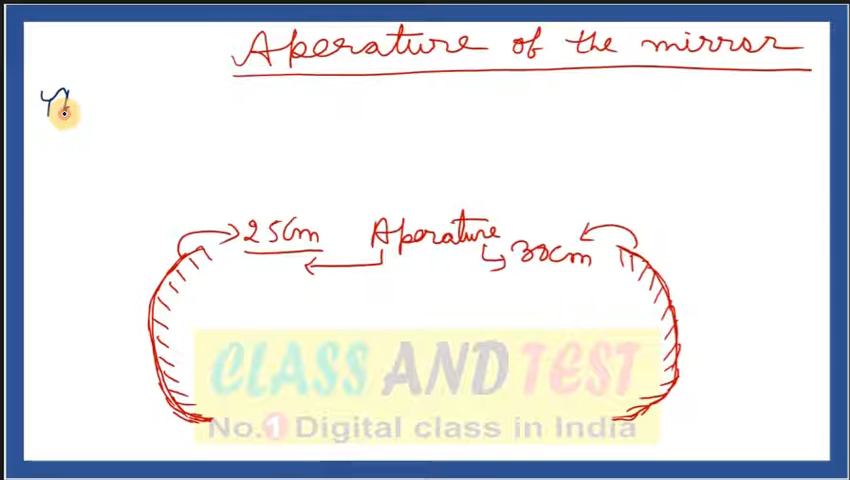 Aperature of the mirror
25cm Aperature 30cm
CLASS AND TEST
No.1 Digital class in India